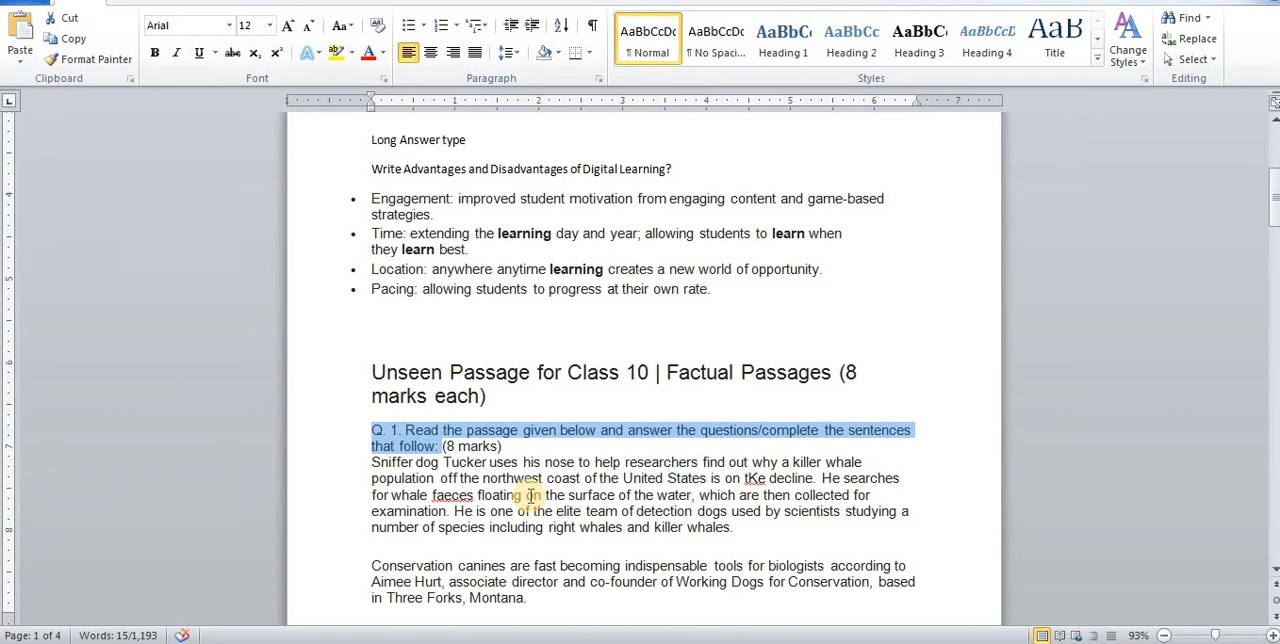 Cut
Copy
Format Painter
Paste
Clipboard
Arial
12
Font
Paragraph
AaBbCcDc
¶ Normal
AaBbCcDc
¶ No Spaci...
AaBbC
Heading 1
AaBbCc
Heading 2
AaBbC
Heading 3
AaBbCcD
Heading 4
AaB
Title
Change
Styles
Styles
Find
Replace
Select
Editing
1 1 2 3 4 5 6 7
Long Answer type
Write Advantages and Disadvantages of Digital Learning?
• Engagement: improved student motivation from engaging content and game-based
strategies.
• Time: extending the learning day and year; allowing students to learn when
they learn best.
• Location: anywhere anytime learning creates a new world of opportunity.
• Pacing: allowing students to progress at their own rate.
Unseen Passage for Class 10 | Factual Passages (8
marks each)
Q. 1. Read the passage given below and answer the questions/complete the sentences
that follow: (8 marks)
Sniffer dog Tucker uses his nose to help researchers find out why a killer whale
population off the northwest coast of the United States is on tKe decline. He searches
for whale faeces floating on the surface of the water, which are then collected for
examination. He is one of the elite team of detection dogs used by scientists studying a
number of species including right whales and killer whales.
Conservation canines are fast becoming indispensable tools for biologists according to
Aimee Hurt, associate director and co-founder of Working Dogs for Conservation, based
in Three Forks, Montana.
Page: 1 of 4 Words: 15/1,193 93%